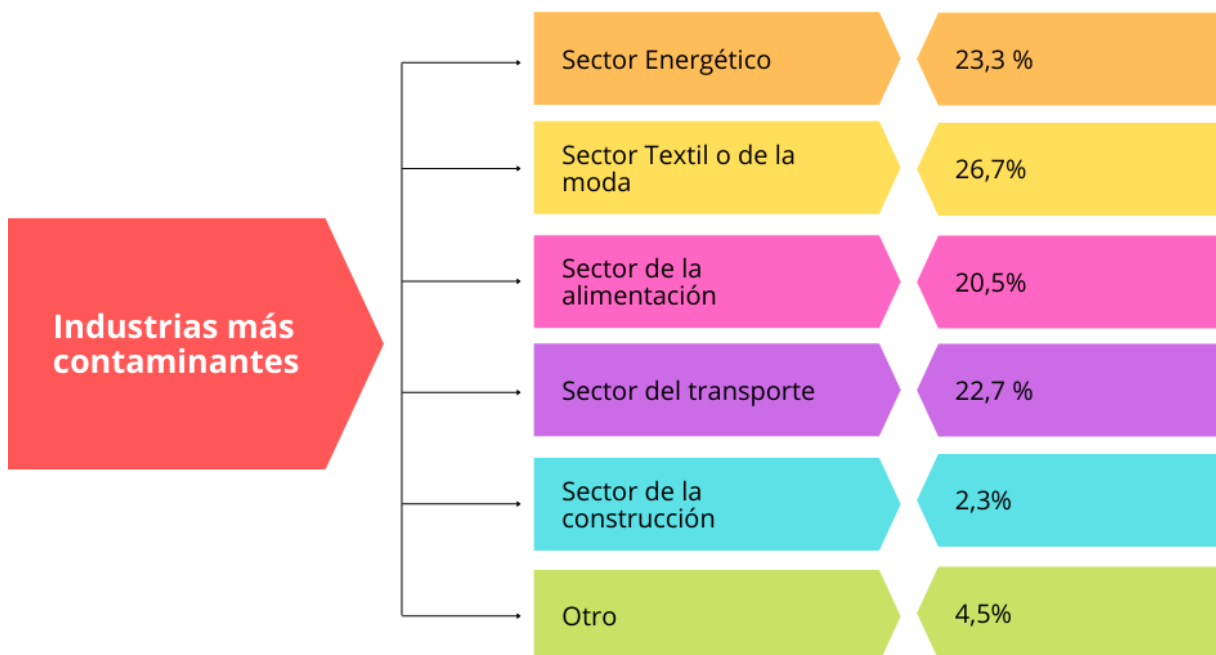 Industrias más
contaminantes
Sector Energético
23,3 %
Sector Textil o de la
moda
26,7%
Sector de la
alimentación
20,5%
Sector del transporte
22,7 %
Sector de la
construcción
2,3%
Otro
4,5%